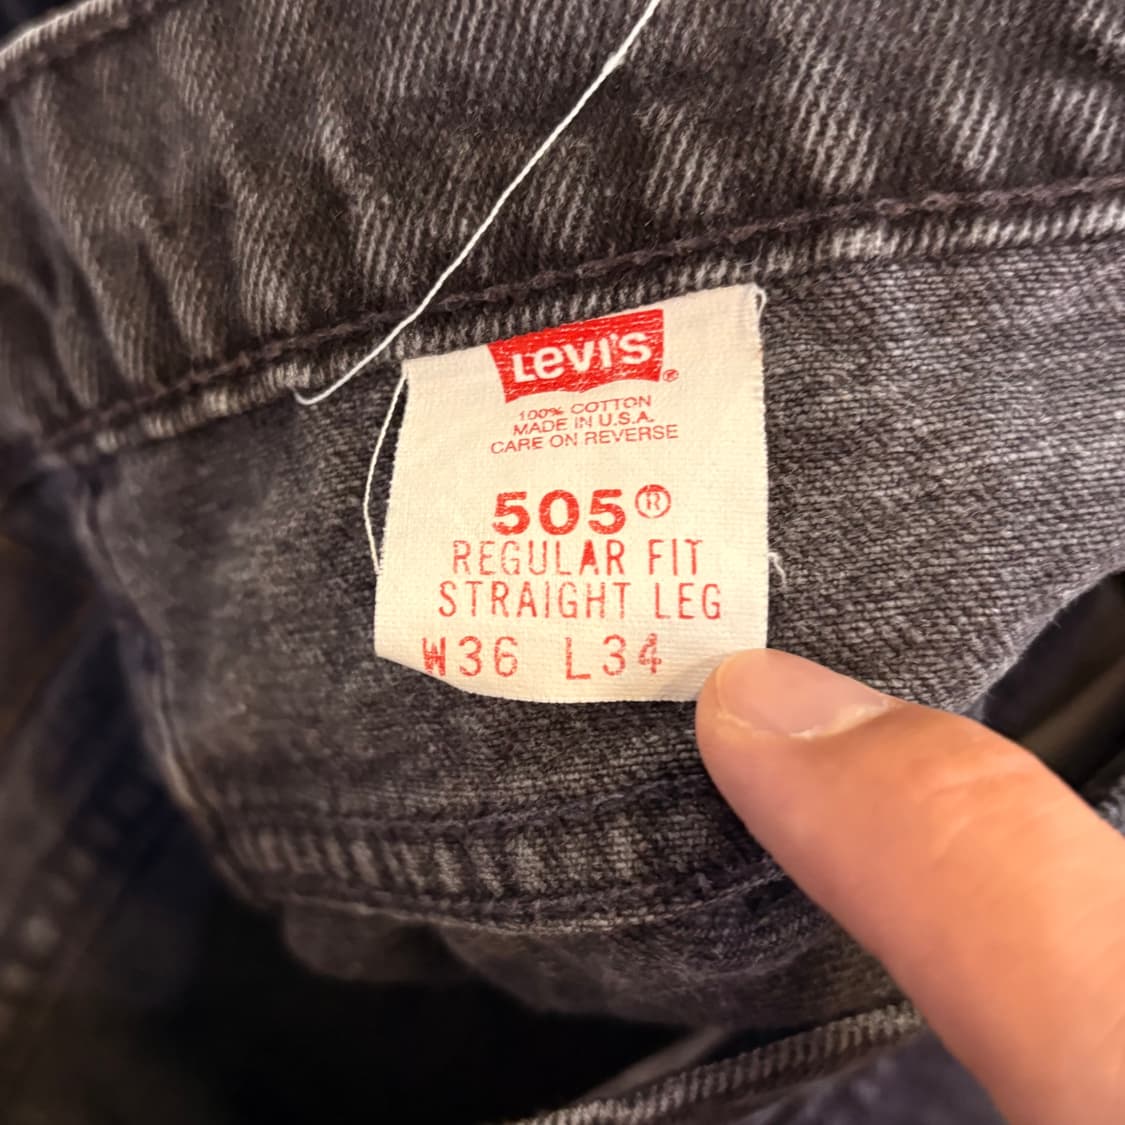 LEVI'S ®
100% COTTON
MADE IN U.S.A.
CARE ON REVERSE
505®
REGULAR FIT
STRAIGHT LEG
W36 L34